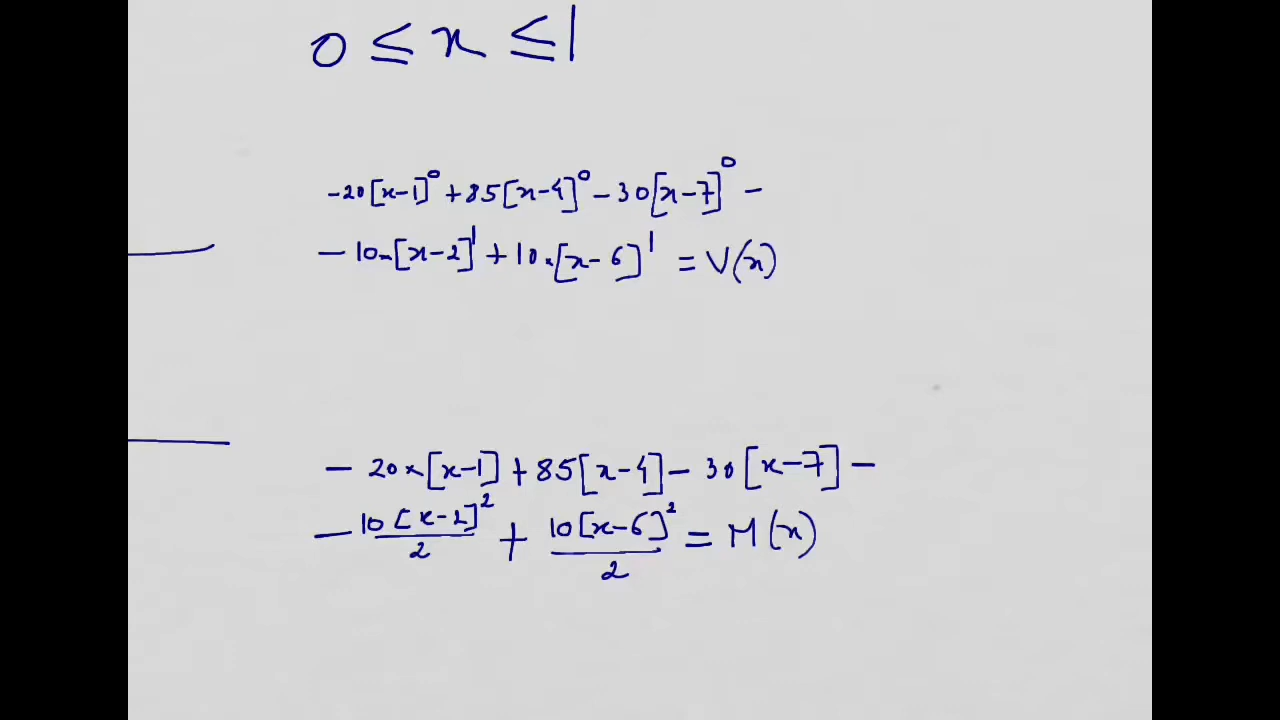 0 ≤ x ≤ 1
-20[x-1]⁰ + 85[x-4]⁰ - 30[x-7]⁰ -
- 10×[x-2]¹ + 10×[x-6]¹ = V(x)
- 20×[x-1] + 85[x-4] - 30[x-7] -
- 10[x-2]²/2 + 10[x-6]²/2 = M(x)